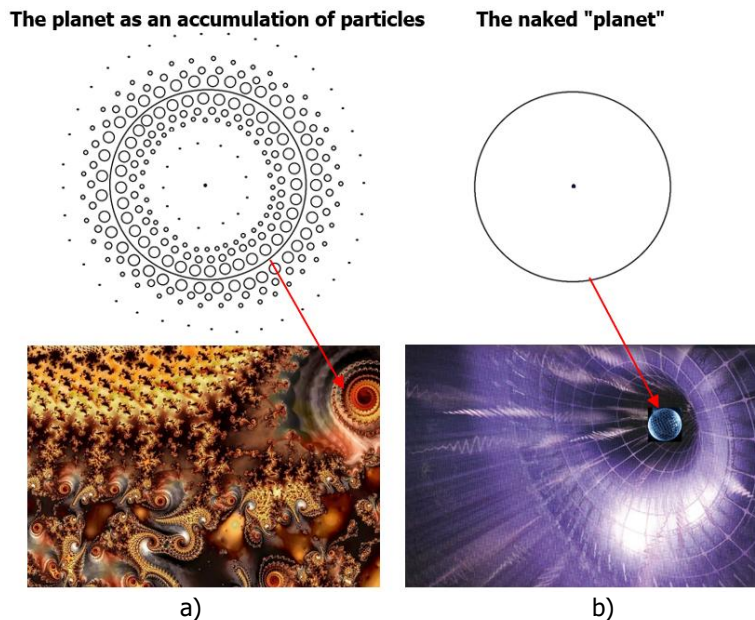 The planet as an accumulation of particles
The naked "planet"
a)
b)